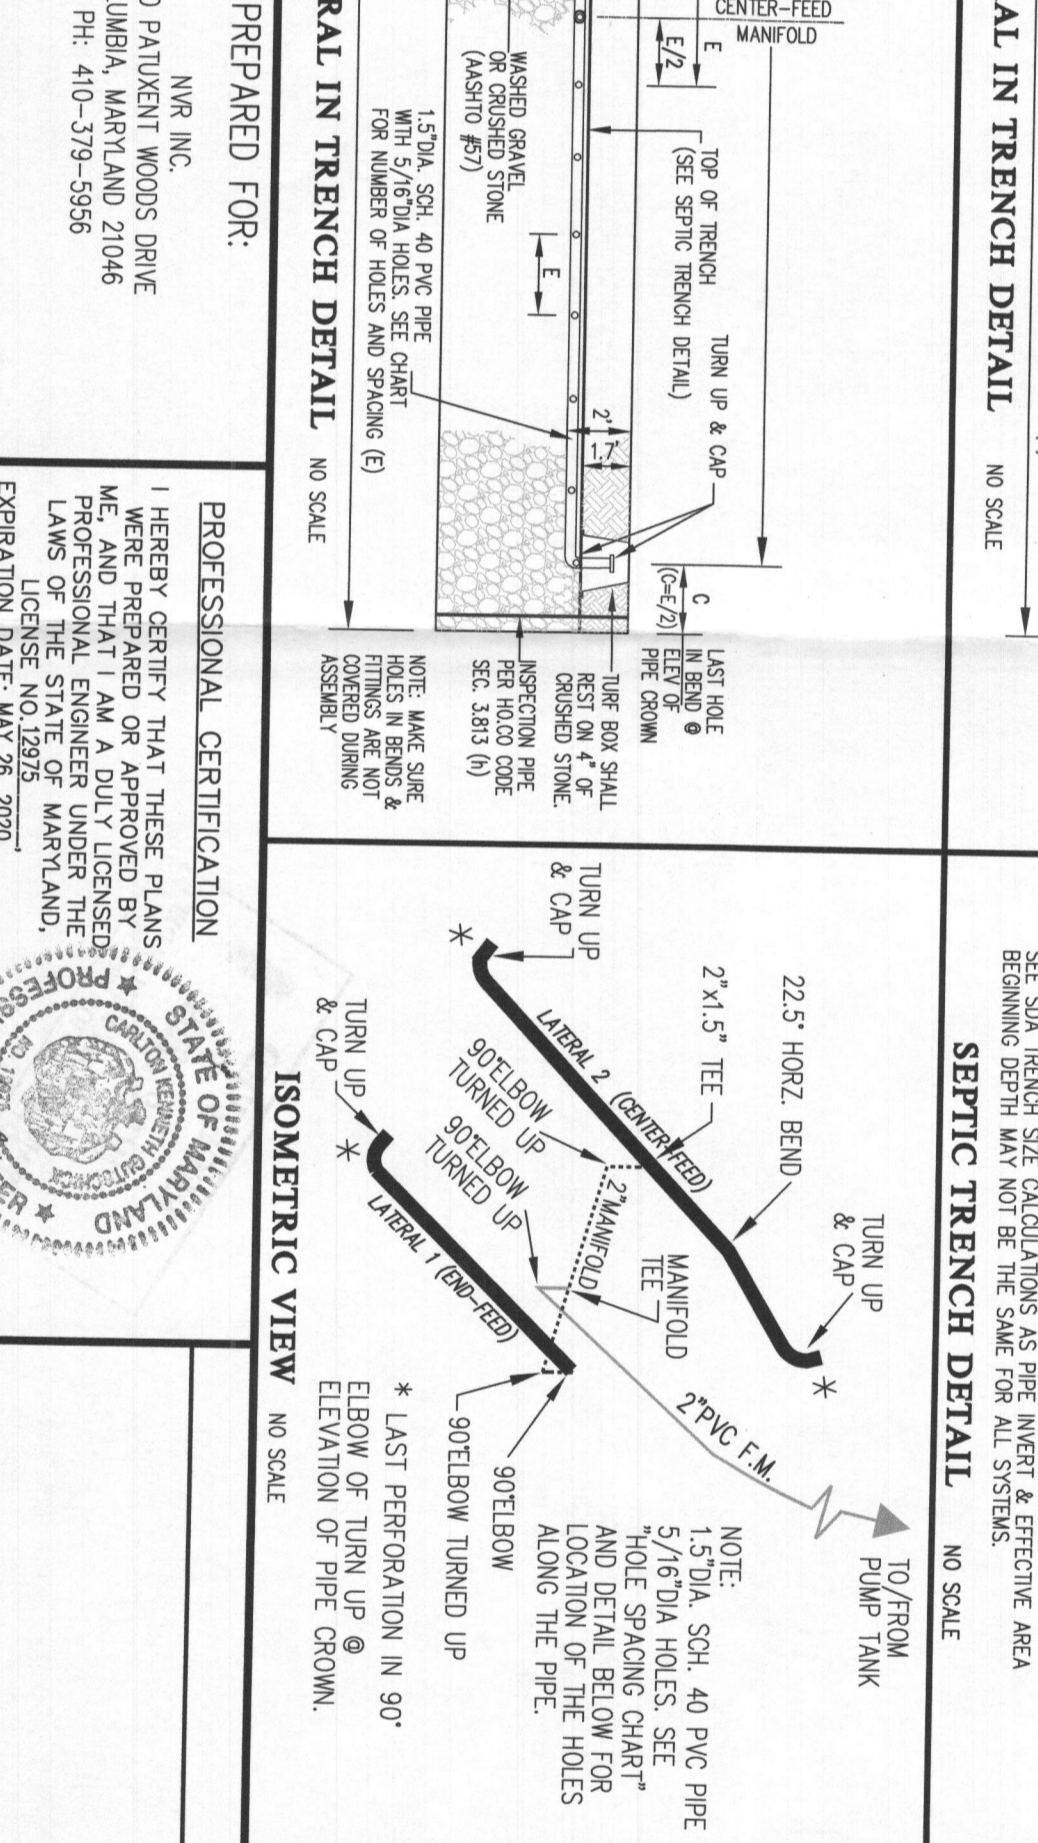 AL IN TRENCH DETAIL NO SCALE
SEE SDA TRENCH SIZE CALCULATIONS AS PIPE INVERT & EFFECTIVE AREA
BEGINNING DEPTH MAY NOT BE THE SAME FOR ALL SYSTEMS.
SEPTIC TRENCH DETAIL NO SCALE
CENTER-FEED
MANIFOLD
E
E/2
TOP OF TRENCH
(SEE SEPTIC TRENCH DETAIL)
TURN UP & CAP
C
(C=E/2)
LAST HOLE
IN BEND @
ELEV OF
PIPE CROWN
2'
1.7'
WASHED GRAVEL
OR CRUSHED STONE
(AASHTO #57)
E
TURF BOX SHALL
REST ON 4" OF
CRUSHED STONE.
INSPECTION PIPE
PER HO.CO CODE
SEC. 3.813 (h)
1.5"DIA. SCH. 40 PVC PIPE
WITH 5/16"DIA HOLES. SEE CHART
FOR NUMBER OF HOLES AND SPACING (E)
NOTE: MAKE SURE
HOLES IN BENDS &
FITTINGS ARE NOT
COVERED DURING
ASSEMBLY
RAL IN TRENCH DETAIL NO SCALE
TO/FROM
PUMP TANK
TURN UP
& CAP
*
22.5° HORZ. BEND
2"x1.5" TEE
LATERAL 2 (CENTER-FEED)
TURN UP
& CAP
*
MANIFOLD
TEE
2"MANIFOLD
2"PVC F.M.
90°ELBOW
TURNED UP
90°ELBOW
TURNED UP
LATERAL 1 (END-FEED)
TURN UP
& CAP
*
90°ELBOW
90°ELBOW TURNED UP
NOTE:
1.5"DIA. SCH. 40 PVC PIPE
5/16"DIA HOLES. SEE
"HOLE SPACING CHART"
AND DETAIL BELOW FOR
LOCATION OF THE HOLES
ALONG THE PIPE.
* LAST PERFORATION IN 90°
ELBOW OF TURN UP @
ELEVATION OF PIPE CROWN.
ISOMETRIC VIEW NO SCALE
PREPARED FOR:
NVR INC.
0 PATUXENT WOODS DRIVE
LUMBIA, MARYLAND 21046
PH: 410-379-5956
PROFESSIONAL CERTIFICATION
I HEREBY CERTIFY THAT THESE PLANS
WERE PREPARED OR APPROVED BY
ME, AND THAT I AM A DULY LICENSED
PROFESSIONAL ENGINEER UNDER THE
LAWS OF THE STATE OF MARYLAND,
LICENSE NO.12975,
EXPIRATION DATE: MAY 26, 2020
STATE OF MARYLAND
CARLTON KENNETH GUTSCHICK